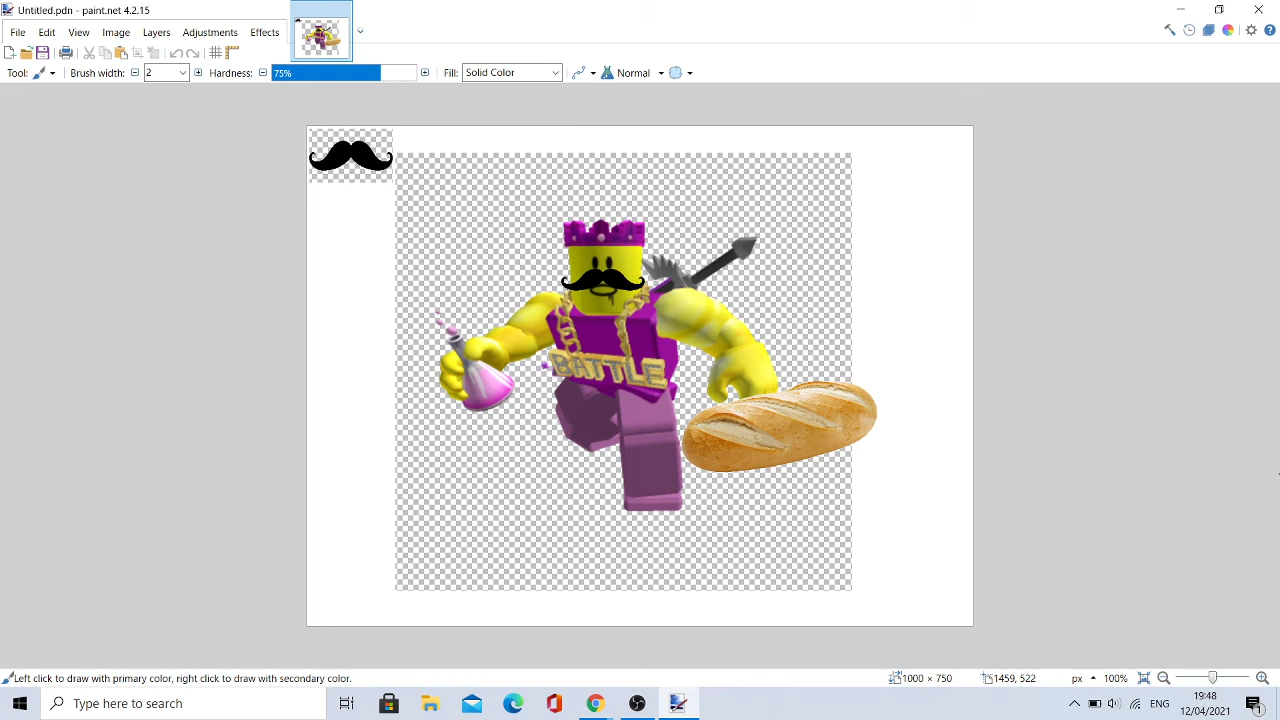 Untitled.pdn - paint.net 4.2.15
File Edit View Image Layers Adjustments Effects
Tool: Brush width: 2 Hardness: 75% Fill: Solid Color Normal
BATTLE
Left click to draw with primary color, right click to draw with secondary color. 1000 × 750 1459, 522 px 100%
Type here to search ENG 19:48
12/04/2021 1